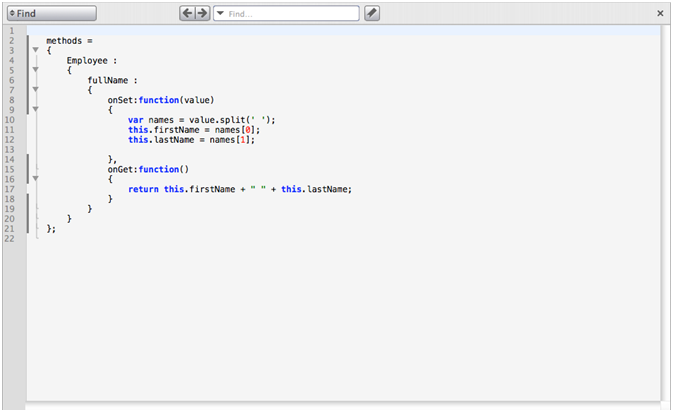 Find
Find...
1
2 methods =
3 {
4 Employee :
5 {
6 fullName :
7 {
8 onSet:function(value)
9 {
10 var names = value.split(' ');
11 this.firstName = names[0];
12 this.lastName = names[1];
13
14 },
15 onGet:function()
16 {
17 return this.firstName + " " + this.lastName;
18 }
19 }
20 }
21 };
22